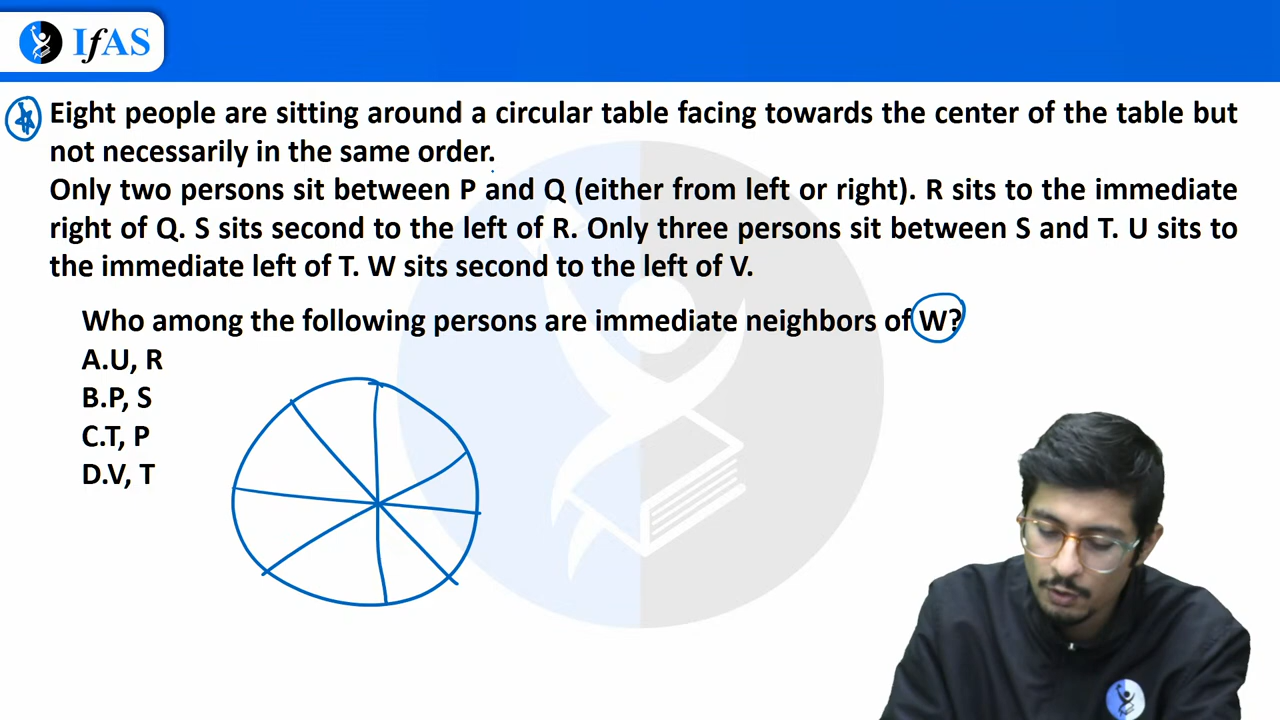 IfAS
Eight people are sitting around a circular table facing towards the center of the table but
not necessarily in the same order.
Only two persons sit between P and Q (either from left or right). R sits to the immediate
right of Q. S sits second to the left of R. Only three persons sit between S and T. U sits to
the immediate left of T. W sits second to the left of V.
Who among the following persons are immediate neighbors of W?
A.U, R
B.P, S
C.T, P
D.V, T